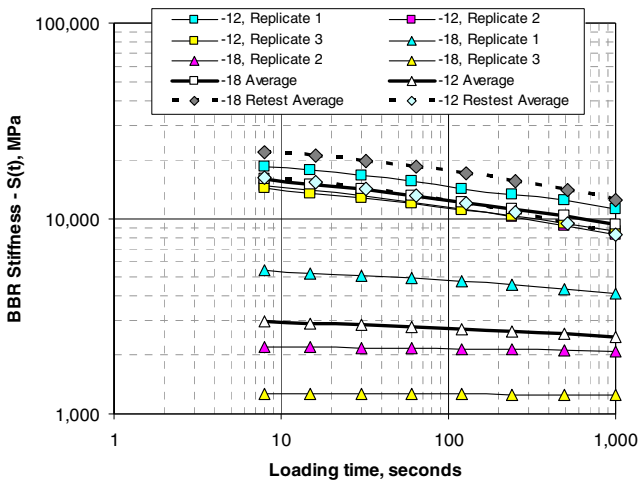 100,000
-12, Replicate 1
-12, Replicate 2
-12, Replicate 3
-18, Replicate 1
-18, Replicate 2
-18, Replicate 3
-18 Average
-12 Average
-18 Retest Average
-12 Restest Average
BBR Stiffness - S(t), MPa
10,000
1,000
1
10
100
1,000
Loading time, seconds